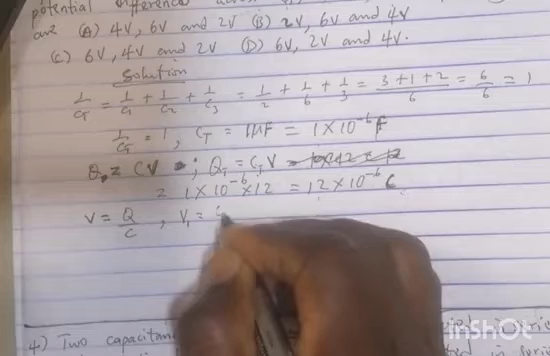 potential difference across
are (A) 4V, 6V and 2V (B) 2V, 6V and 4V
(C) 6V, 4V and 2V (D) 6V, 2V and 4V.
Solution
1/CT = 1/C1 + 1/C2 + 1/C3 = 1/2 + 1/6 + 1/3 = 3+1+2/6 = 6/6 = 1
1/CT = 1, CT = 1μF = 1×10⁻⁶F
Q = CV ; QT = CTV
= 1×10⁻⁶×12 = 12×10⁻⁶ C
V = Q/C, V1 =
4) Two
InShOt